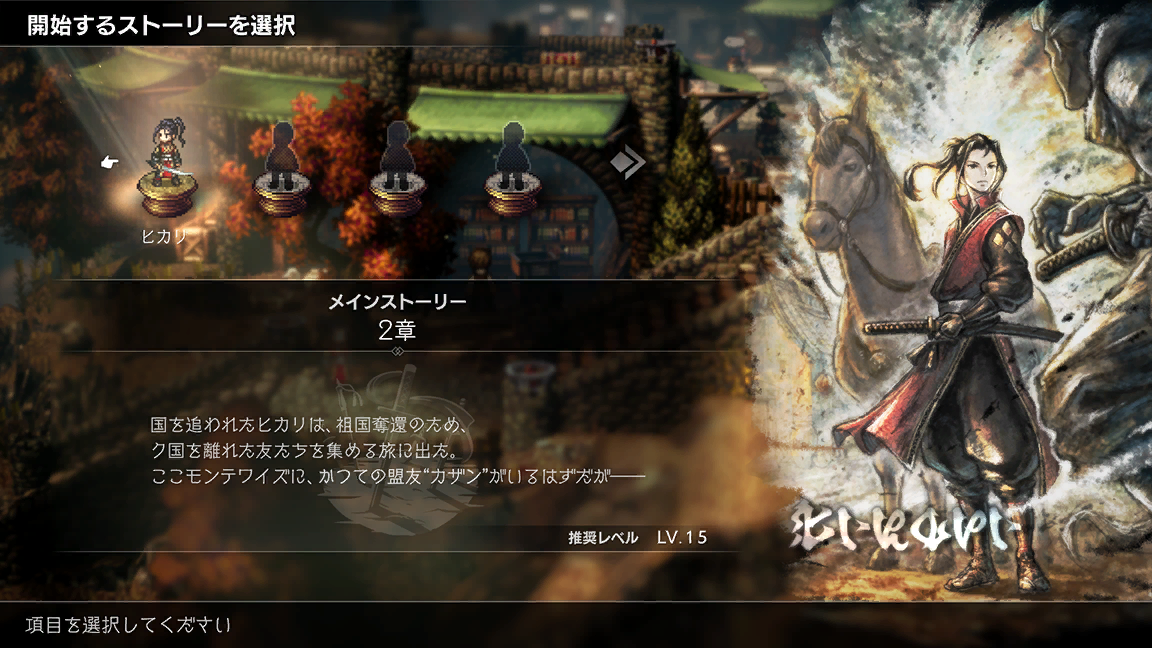 開始するストーリーを選択
ヒカリ
メインストーリー
2章
国を追われたヒカリは、祖国奪還のため、
ク国を離れた友たちを集める旅に出た。
ここモンテワイズに、かつての盟友“カザン”がいるはずだが――
推奨レベル LV.15
項目を選択してください